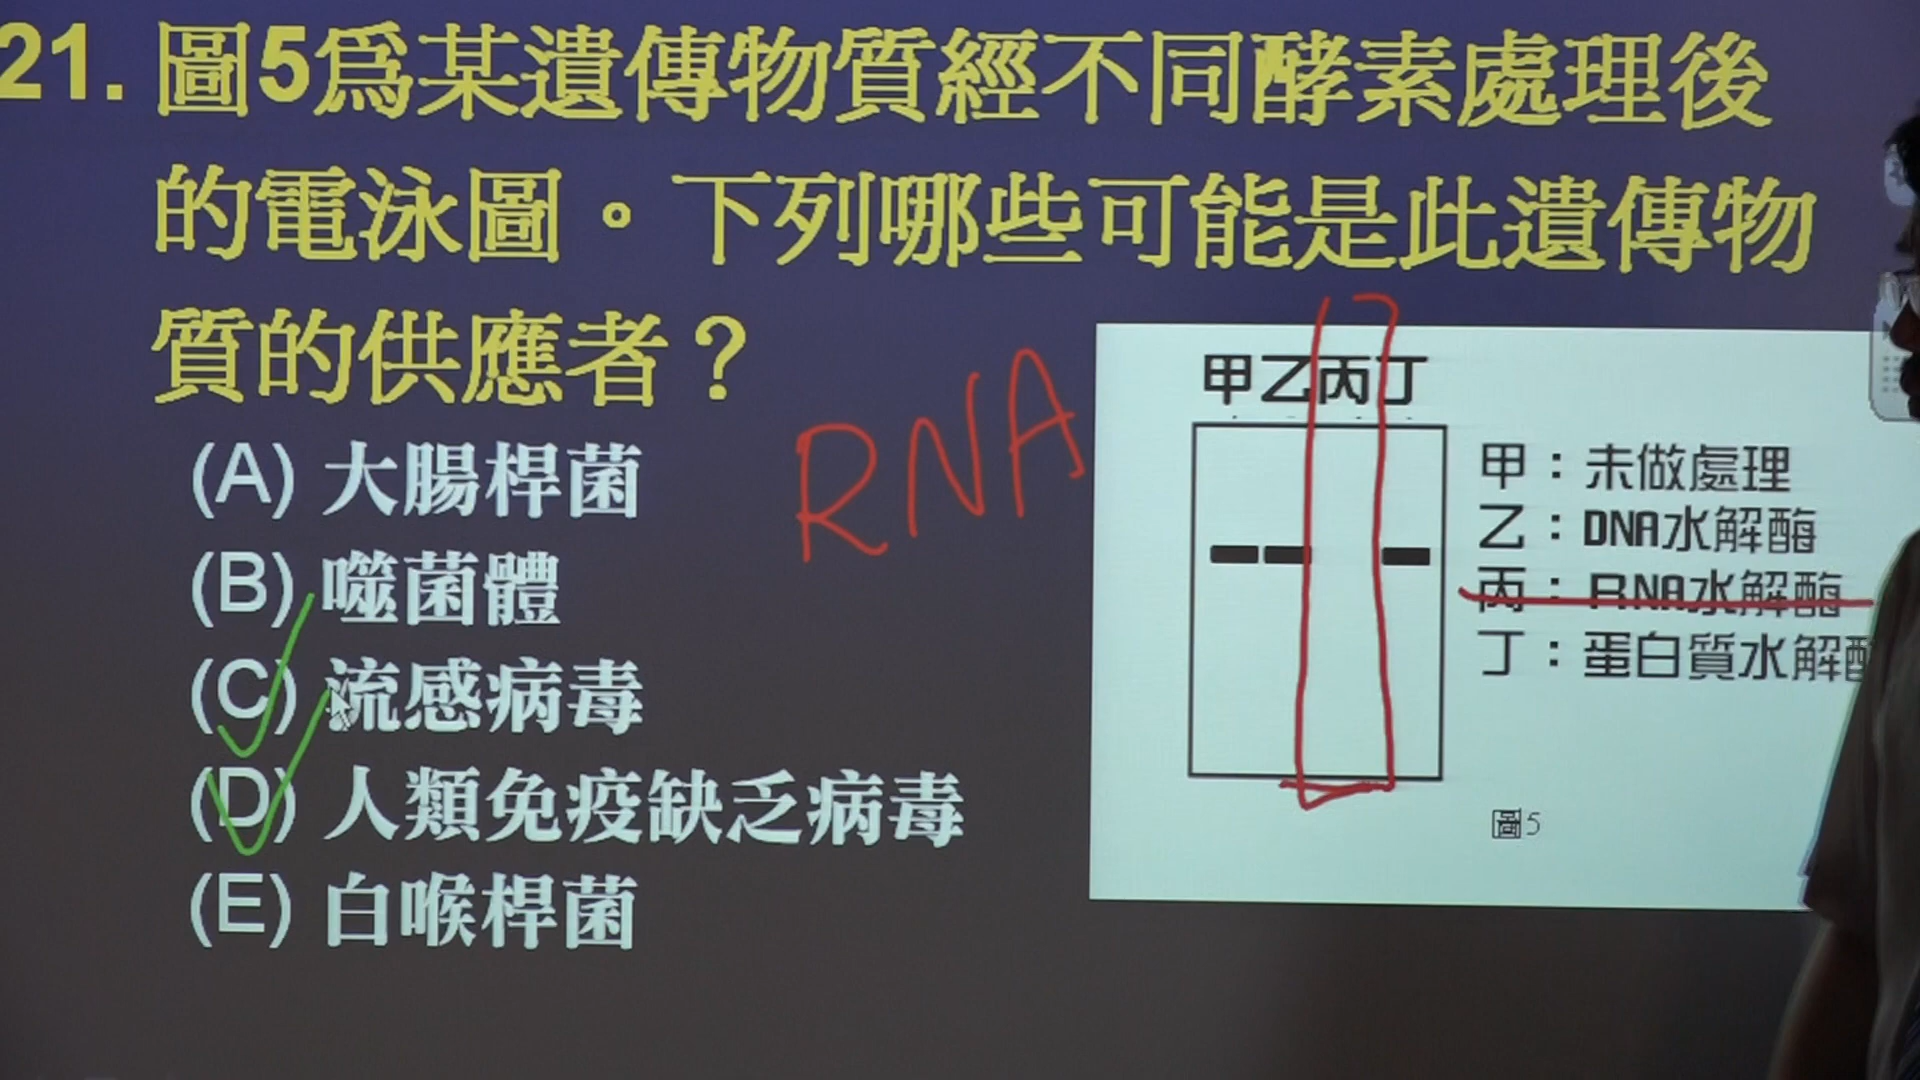 21. 圖5爲某遺傳物質經不同酵素處理後
的電泳圖。下列哪些可能是此遺傳物
質的供應者？
(A) 大腸桿菌
(B) 噬菌體
(C) 流感病毒
(D) 人類免疫缺乏病毒
(E) 白喉桿菌
RNA
甲乙丙丁
甲：未做處理
乙：DNA水解酶
丙：RNA水解酶
丁：蛋白質水解酶
圖5